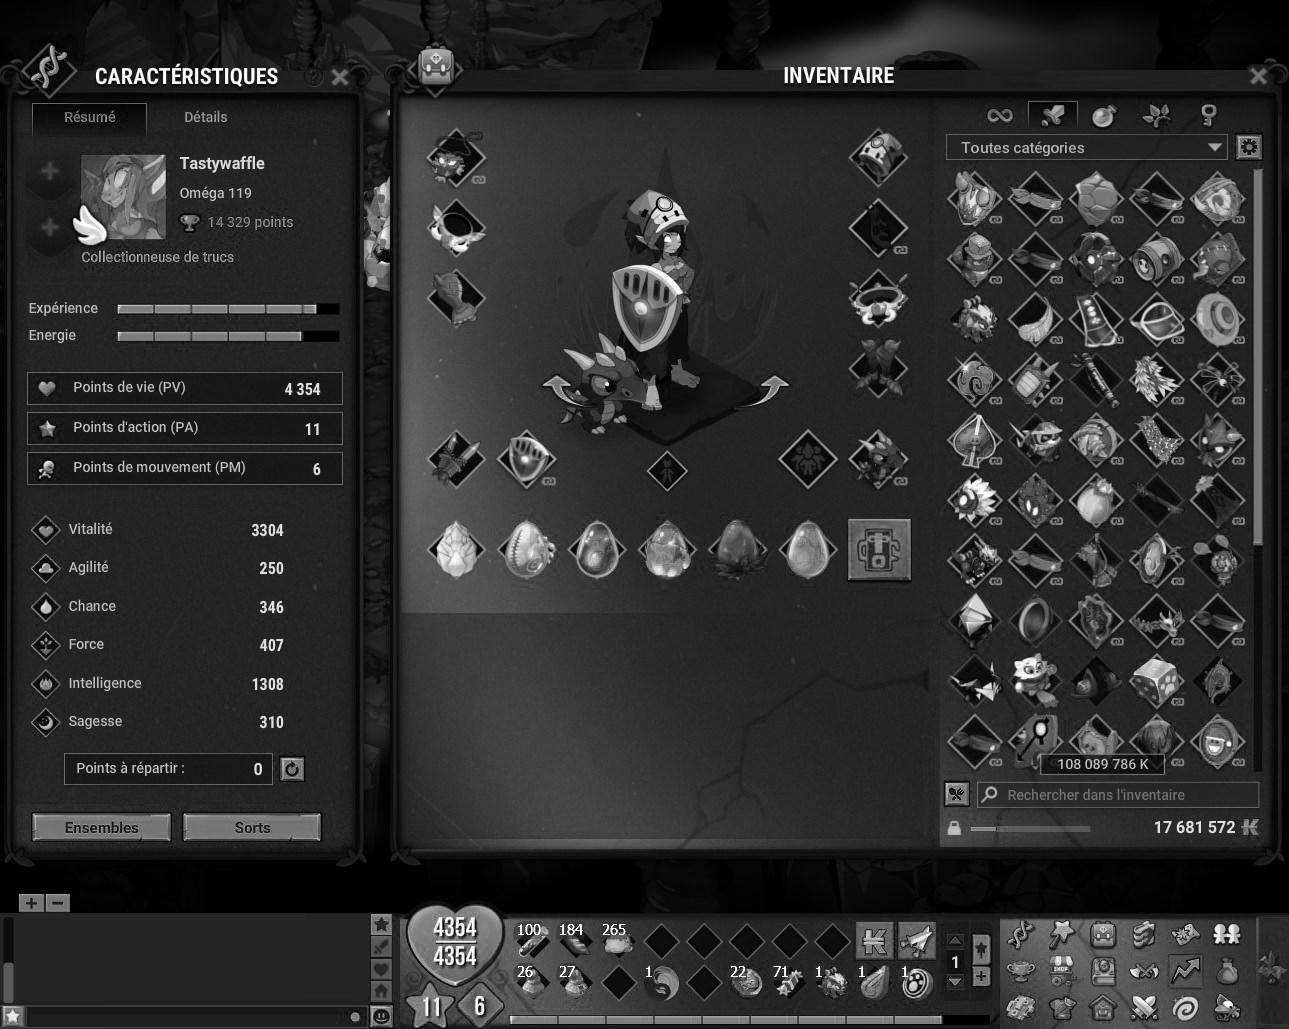 CARACTÉRISTIQUES
Résumé
Détails
Tastywaffle
Oméga 119
14 329 points
Collectionneuse de trucs
Expérience
Energie
Points de vie (PV) 4 354
Points d'action (PA) 11
Points de mouvement (PM) 6
Vitalité 3304
Agilité 250
Chance 346
Force 407
Intelligence 1308
Sagesse 310
Points à répartir : 0
Ensembles
Sorts
INVENTAIRE
Toutes catégories
108 089 786 K
Rechercher dans l'inventaire
17 681 572
4354
4354
11
6
100 184 265
26 27 1 22 71 1 1 1
1
SHOP